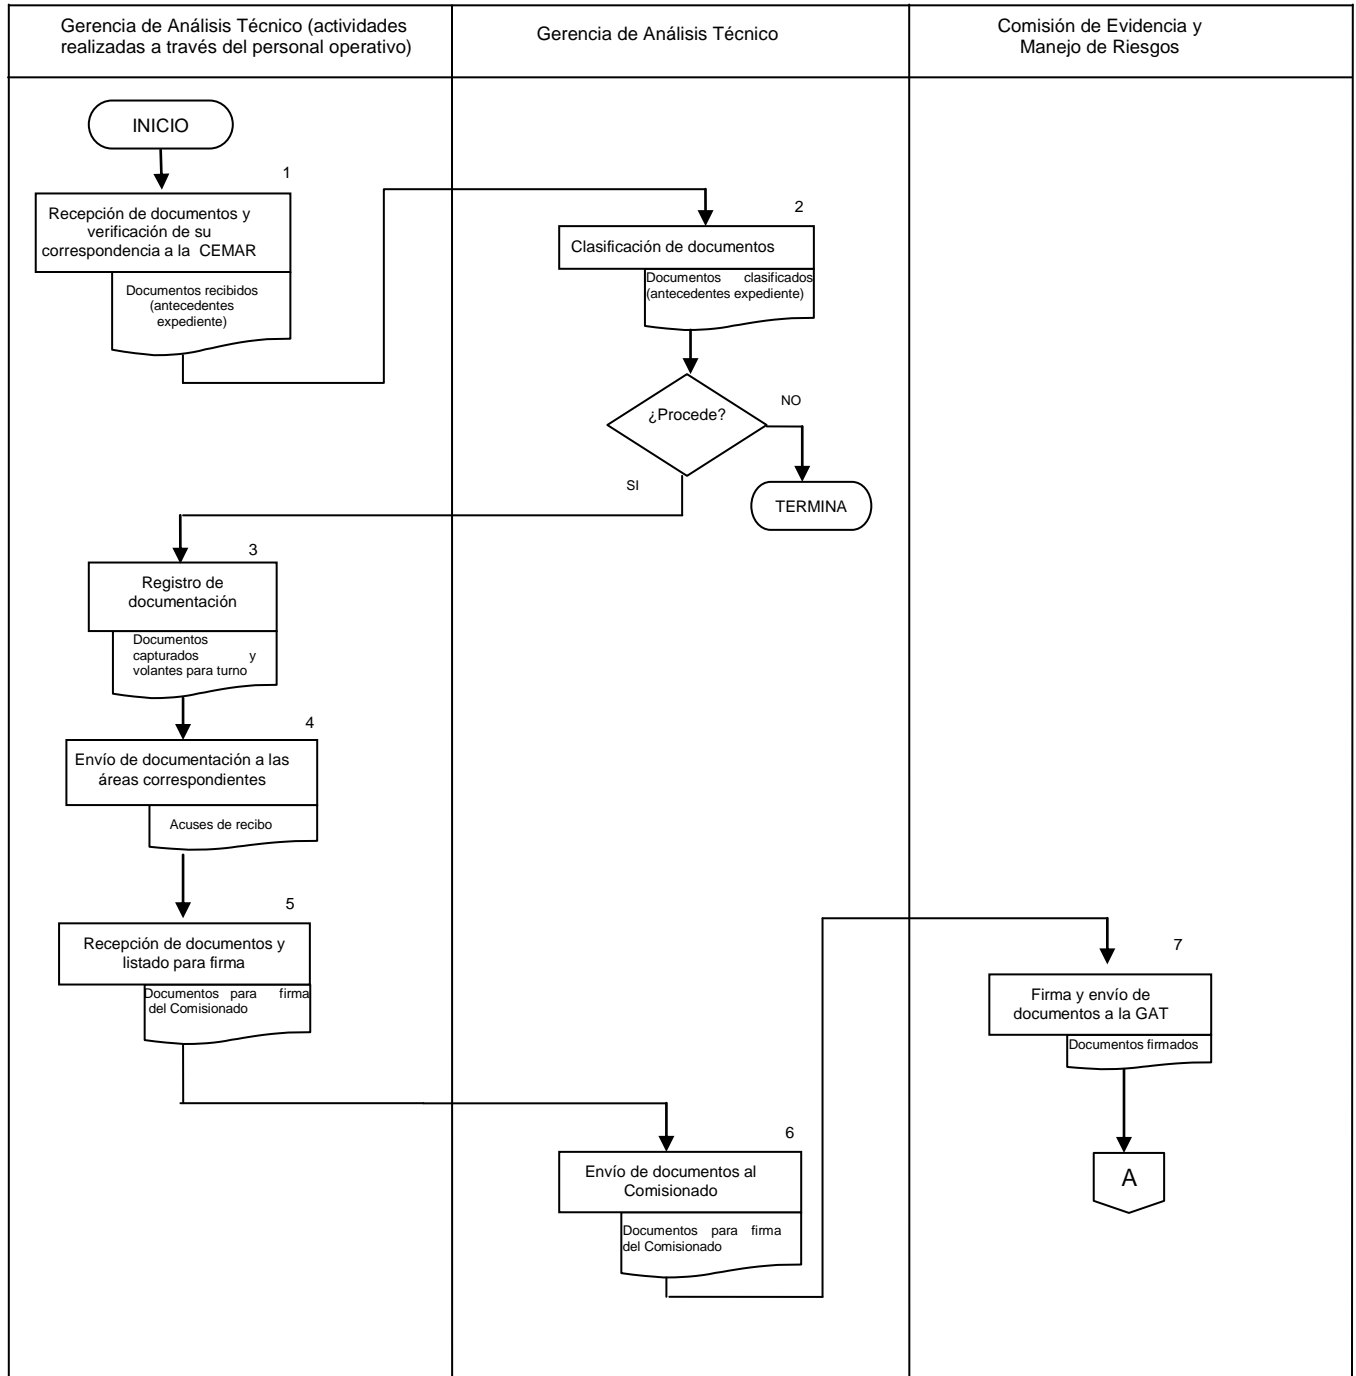 Gerencia de Análisis Técnico (actividades
realizadas a través del personal operativo)
Gerencia de Análisis Técnico
Comisión de Evidencia y
Manejo de Riesgos
INICIO
1
Recepción de documentos y
verificación de su
correspondencia a la CEMAR
Documentos recibidos
(antecedentes
expediente)
2
Clasificación de documentos
Documentos clasificados
(antecedentes expediente)
¿Procede?
NO
SI
TERMINA
3
Registro de
documentación
Documentos
capturados y
volantes para turno
4
Envío de documentación a las
áreas correspondientes
Acuses de recibo
5
Recepción de documentos y
listado para firma
Documentos para firma
del Comisionado
6
Envío de documentos al
Comisionado
Documentos para firma
del Comisionado
7
Firma y envío de
documentos a la GAT
Documentos firmados
A